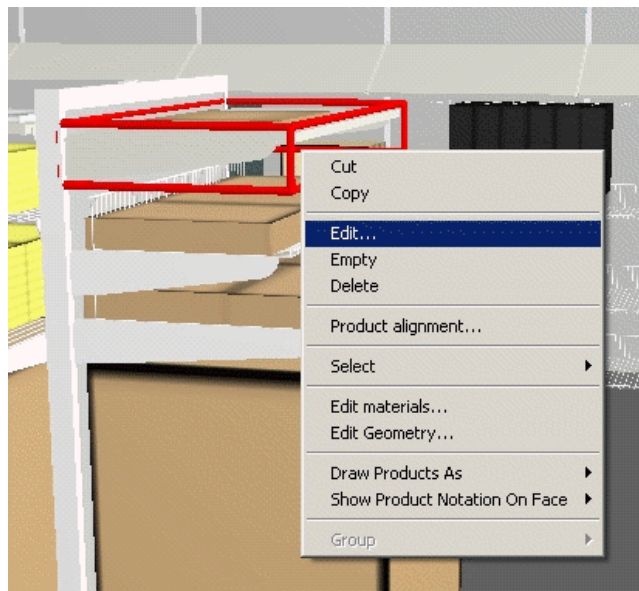 Cut
Copy
Edit...
Empty
Delete
Product alignment...
Select
Edit materials...
Edit Geometry...
Draw Products As
Show Product Notation On Face
Group